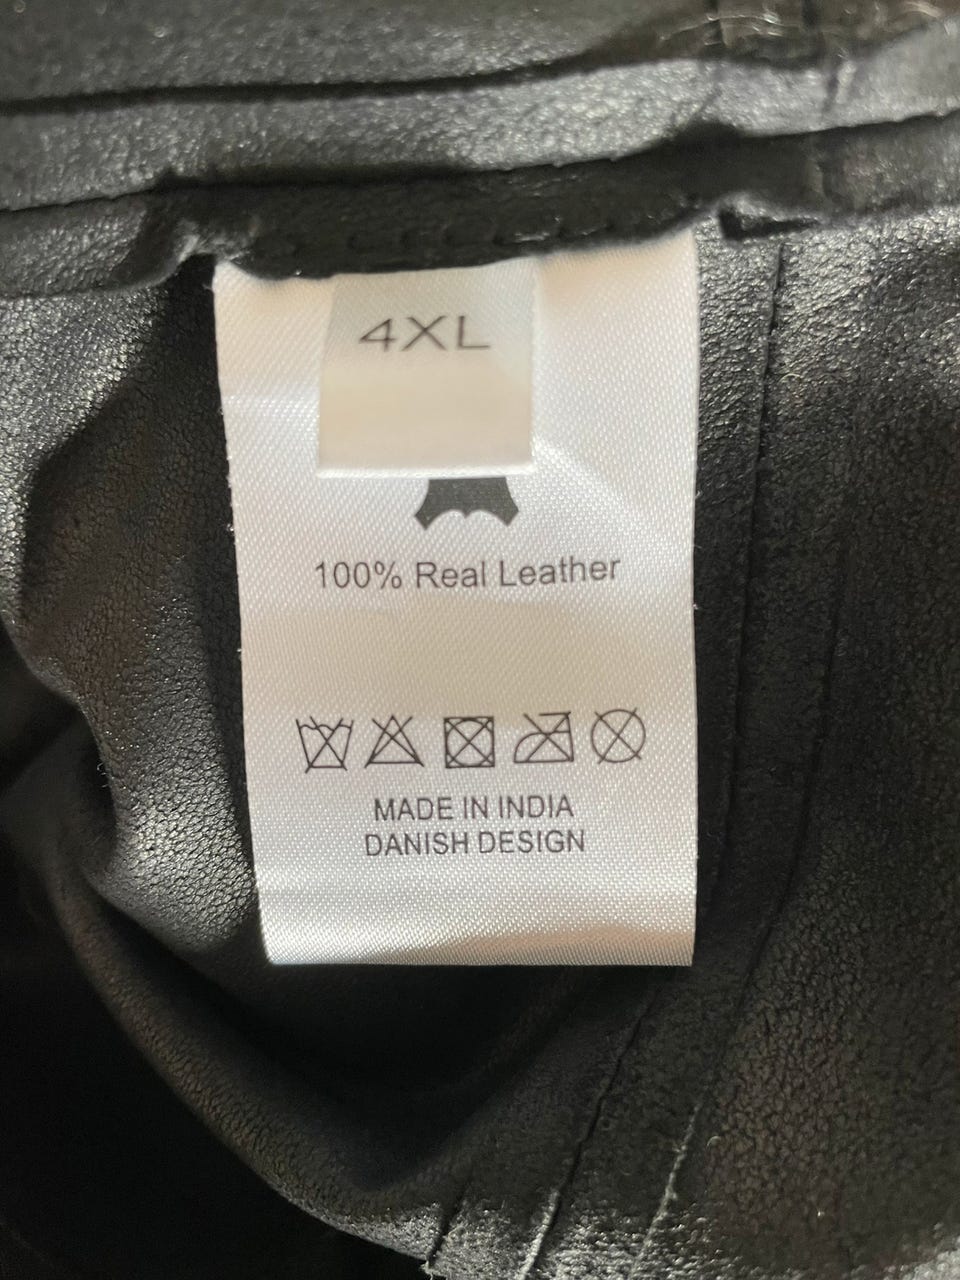 4XL
100% Real Leather
MADE IN INDIA
DANISH DESIGN